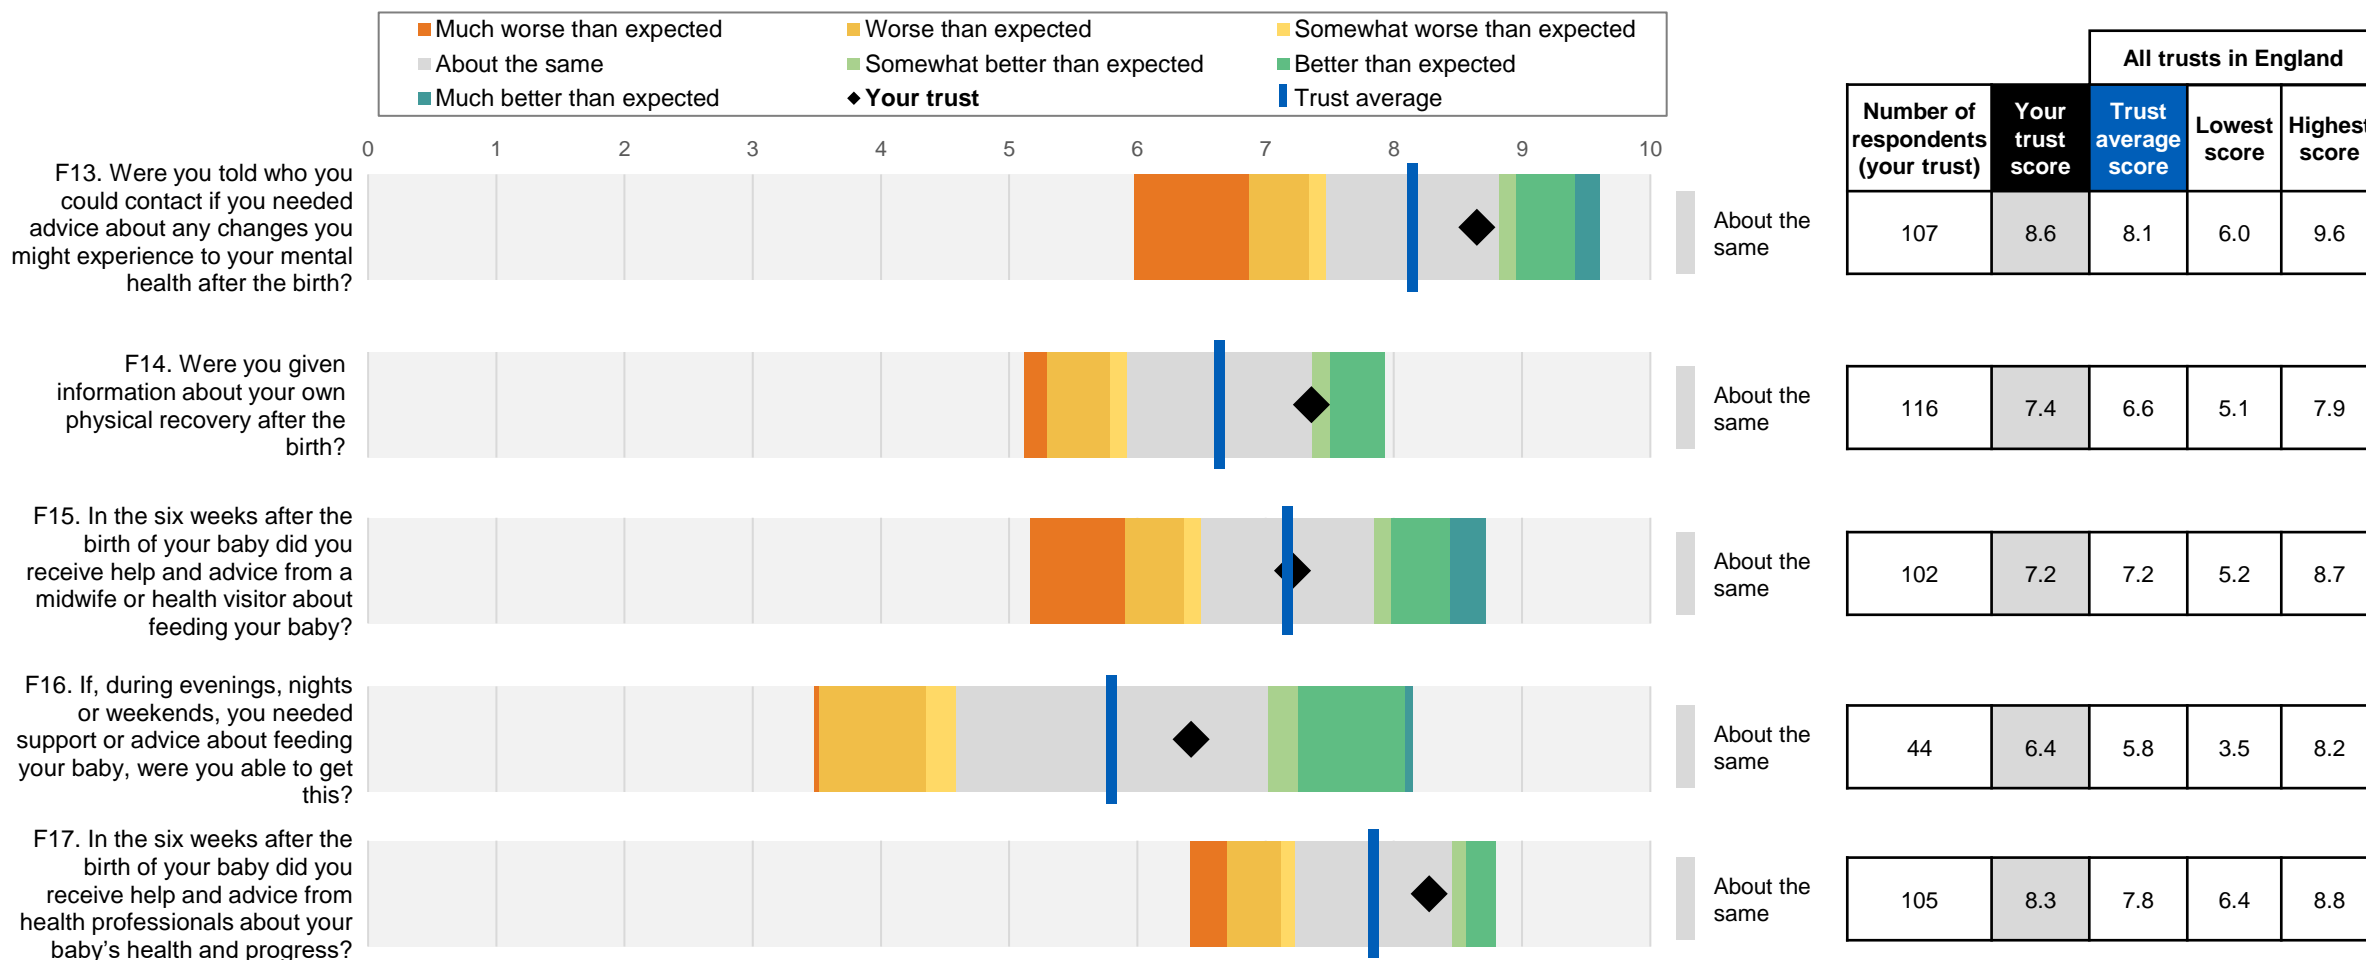 Much worse than expected
Worse than expected
Somewhat worse than expected
About the same
Somewhat better than expected
Better than expected
Much better than expected
Your trust
Trust average
All trusts in England
Number of
respondents
(your trust)
Your
trust
score
Trust
average
score
Lowest
score
Highest
score
0 1 2 3 4 5 6 7 8 9 10
F13. Were you told who you
could contact if you needed
advice about any changes you
might experience to your mental
health after the birth?
About the
same
107 8.6 8.1 6.0 9.6
F14. Were you given
information about your own
physical recovery after the
birth?
About the
same
116 7.4 6.6 5.1 7.9
F15. In the six weeks after the
birth of your baby did you
receive help and advice from a
midwife or health visitor about
feeding your baby?
About the
same
102 7.2 7.2 5.2 8.7
F16. If, during evenings, nights
or weekends, you needed
support or advice about feeding
your baby, were you able to get
this?
About the
same
44 6.4 5.8 3.5 8.2
F17. In the six weeks after the
birth of your baby did you
receive help and advice from
health professionals about your
baby’s health and progress?
About the
same
105 8.3 7.8 6.4 8.8